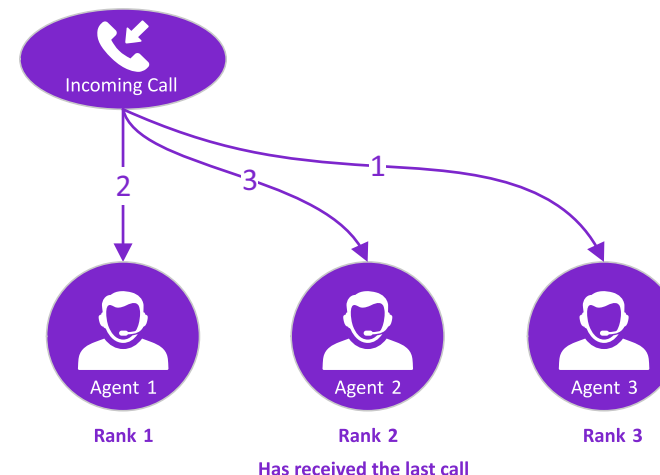 Incoming Call
2
3
1
Agent 1
Agent 2
Agent 3
Rank 1
Rank 2
Rank 3
Has received the last call